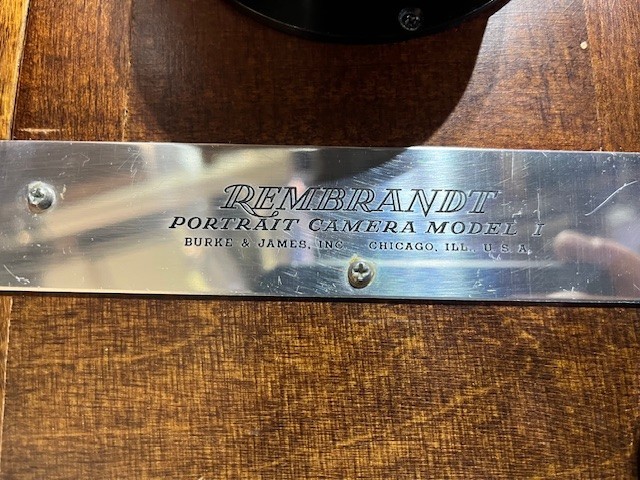 REMBRANDT
PORTRAIT CAMERA MODEL I
BURKE & JAMES, INC. CHICAGO, ILL., U.S.A.